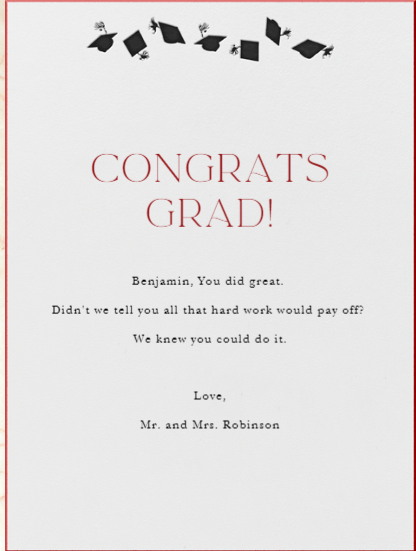 CONGRATS
GRAD!
Benjamin, You did great.
Didn't we tell you all that hard work would pay off?
We knew you could do it.
Love,
Mr. and Mrs. Robinson